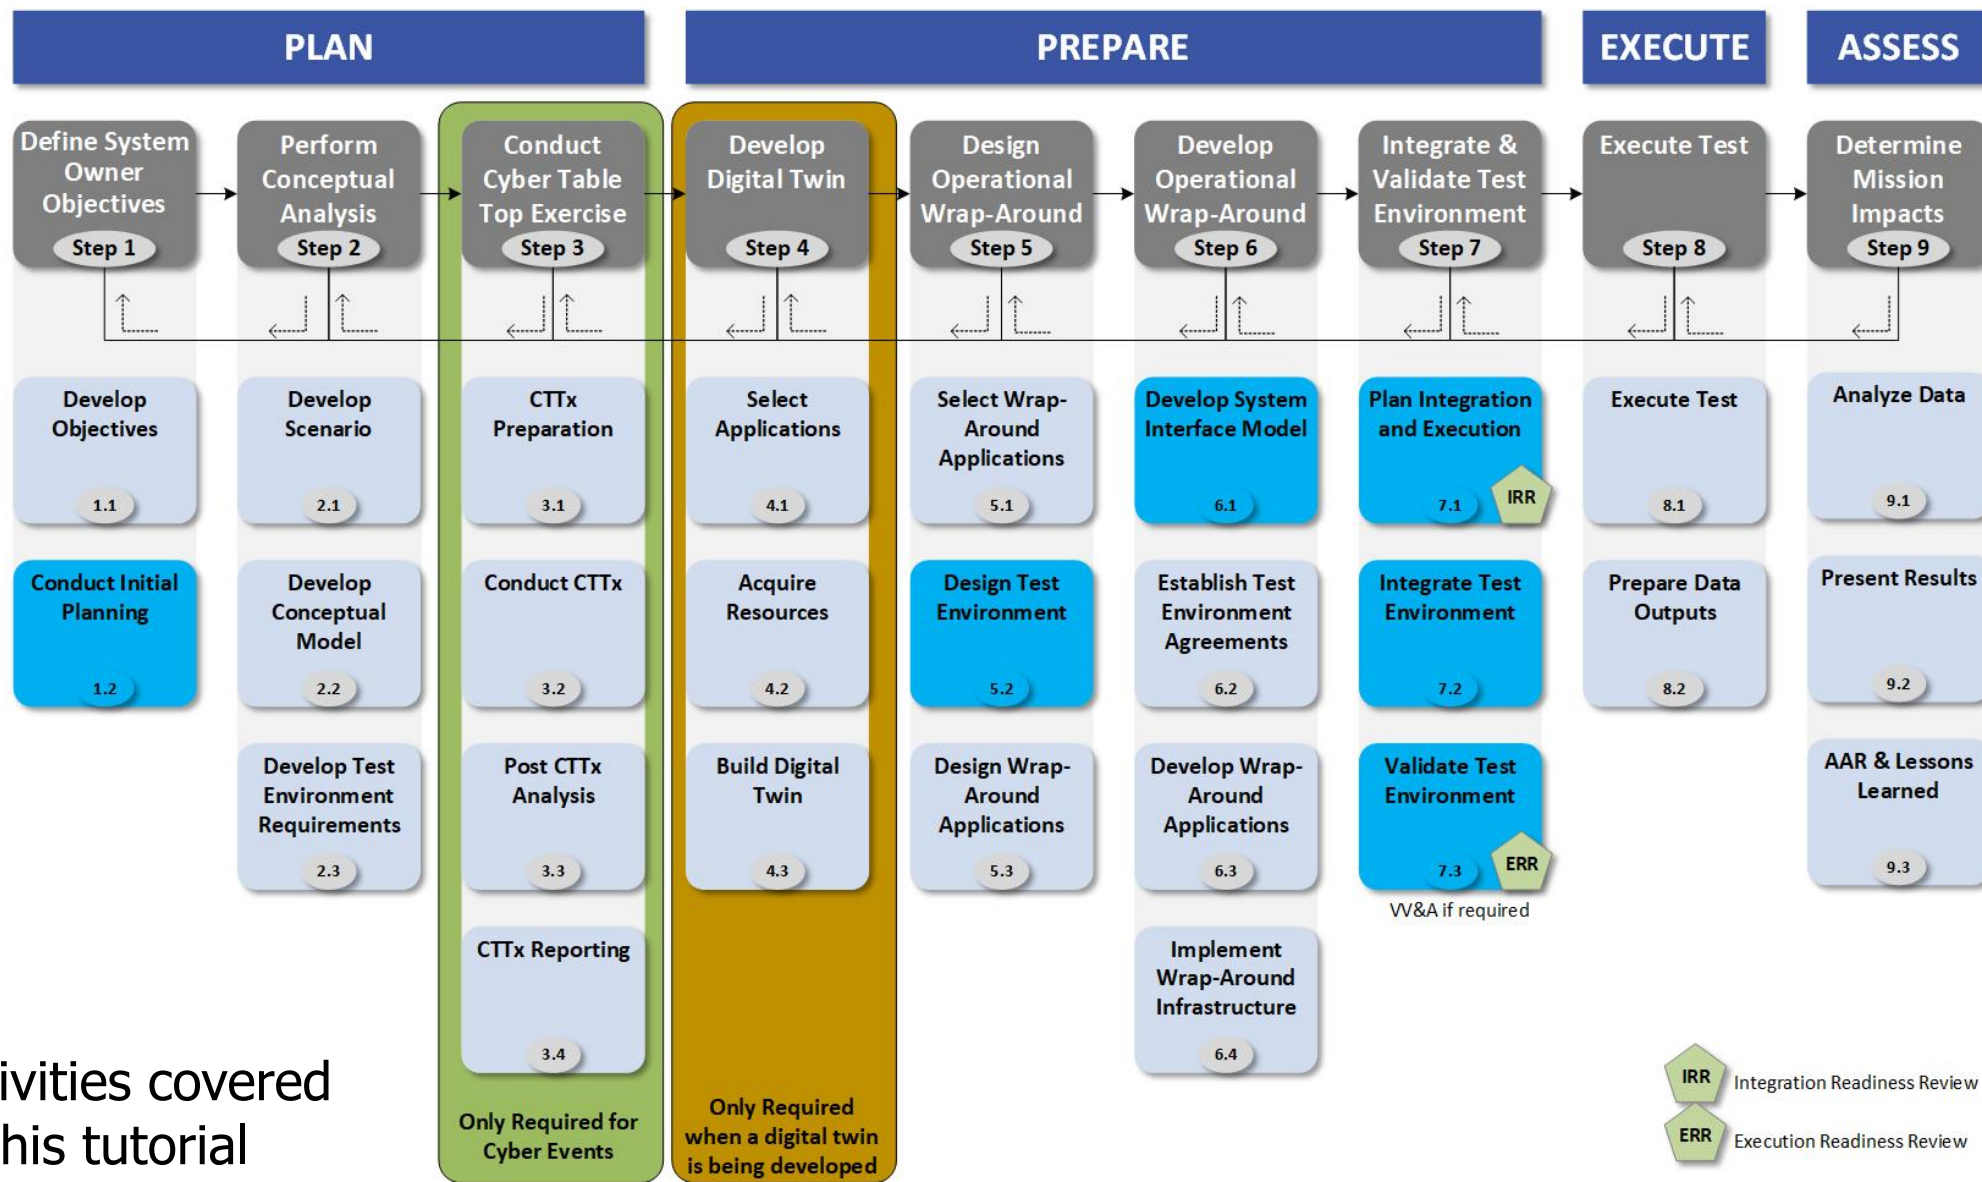 PLAN
PREPARE
EXECUTE
ASSESS
Define System
Owner
Objectives
Step 1
Perform
Conceptual
Analysis
Step 2
Conduct
Cyber Table
Top Exercise
Step 3
Develop
Digital Twin
Step 4
Design
Operational
Wrap-Around
Step 5
Develop
Operational
Wrap-Around
Step 6
Integrate &
Validate Test
Environment
Step 7
Execute Test
Step 8
Determine
Mission
Impacts
Step 9
Develop
Objectives
1.1
Conduct Initial
Planning
1.2
Develop
Scenario
2.1
Develop
Conceptual
Model
2.2
Develop Test
Environment
Requirements
2.3
CTTx
Preparation
3.1
Conduct CTTx
3.2
Post CTTx
Analysis
3.3
CTTx Reporting
3.4
Only Required for
Cyber Events
Select
Applications
4.1
Acquire
Resources
4.2
Build Digital
Twin
4.3
Only Required
when a digital twin
is being developed
Select Wrap-
Around
Applications
5.1
Design Test
Environment
5.2
Design Wrap-
Around
Applications
5.3
Develop System
Interface Model
6.1
Establish Test
Environment
Agreements
6.2
Develop Wrap-
Around
Applications
6.3
Implement
Wrap-Around
Infrastructure
6.4
Plan Integration
and Execution
7.1
IRR
Integrate Test
Environment
7.2
Validate Test
Environment
7.3
ERR
VV&A if required
Execute Test
8.1
Prepare Data
Outputs
8.2
Analyze Data
9.1
Present Results
9.2
AAR & Lessons
Learned
9.3
ivities covered
his tutorial
IRR Integration Readiness Review
ERR Execution Readiness Review